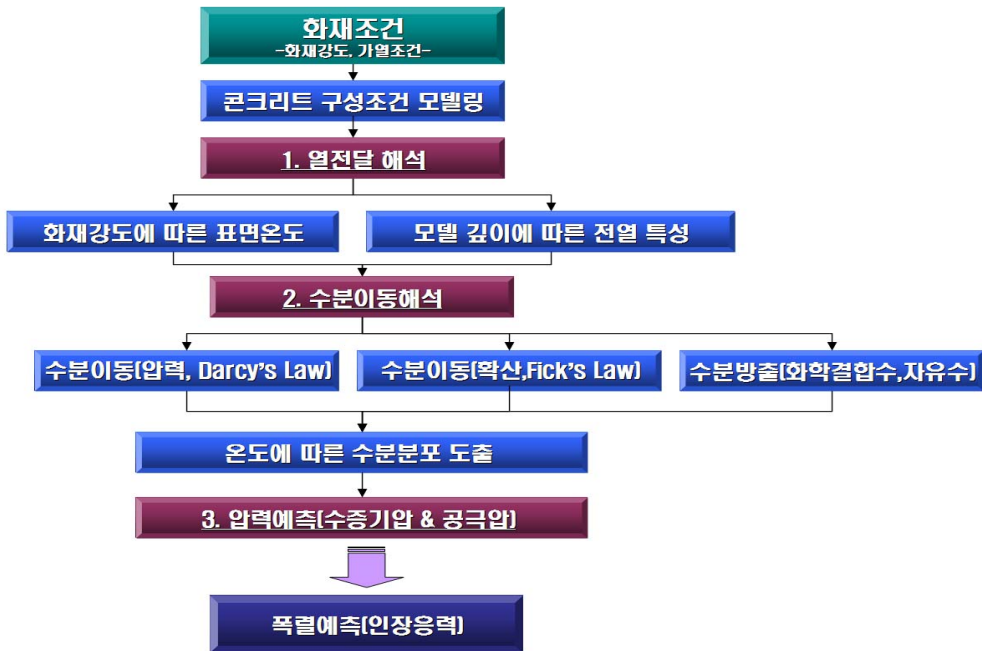 화재조건
-화재강도, 가열조건-
콘크리트 구성조건 모델링
1. 열전달 해석
화재강도에 따른 표면온도
모델 깊이에 따른 전열 특성
2. 수분이동해석
수분이동(압력, Darcy's Law)
수분이동(확산,Fick's Law)
수분방출(화학결합수,자유수)
온도에 따른 수분분포 도출
3. 압력예측(수증기압 & 공극압)
폭렬예측(인장응력)